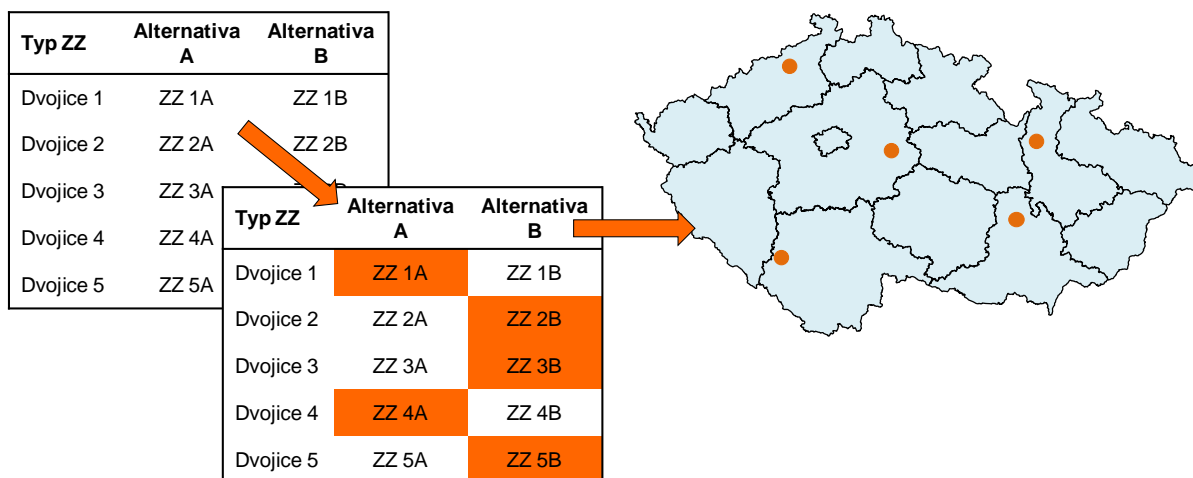 Typ ZZ Alternativa A Alternativa B
Dvojice 1 ZZ 1A ZZ 1B
Dvojice 2 ZZ 2A ZZ 2B
Dvojice 3 ZZ 3A
Dvojice 4 ZZ 4A
Dvojice 5 ZZ 5A
Typ ZZ Alternativa A Alternativa B
Dvojice 1 ZZ 1A ZZ 1B
Dvojice 2 ZZ 2A ZZ 2B
Dvojice 3 ZZ 3A ZZ 3B
Dvojice 4 ZZ 4A ZZ 4B
Dvojice 5 ZZ 5A ZZ 5B